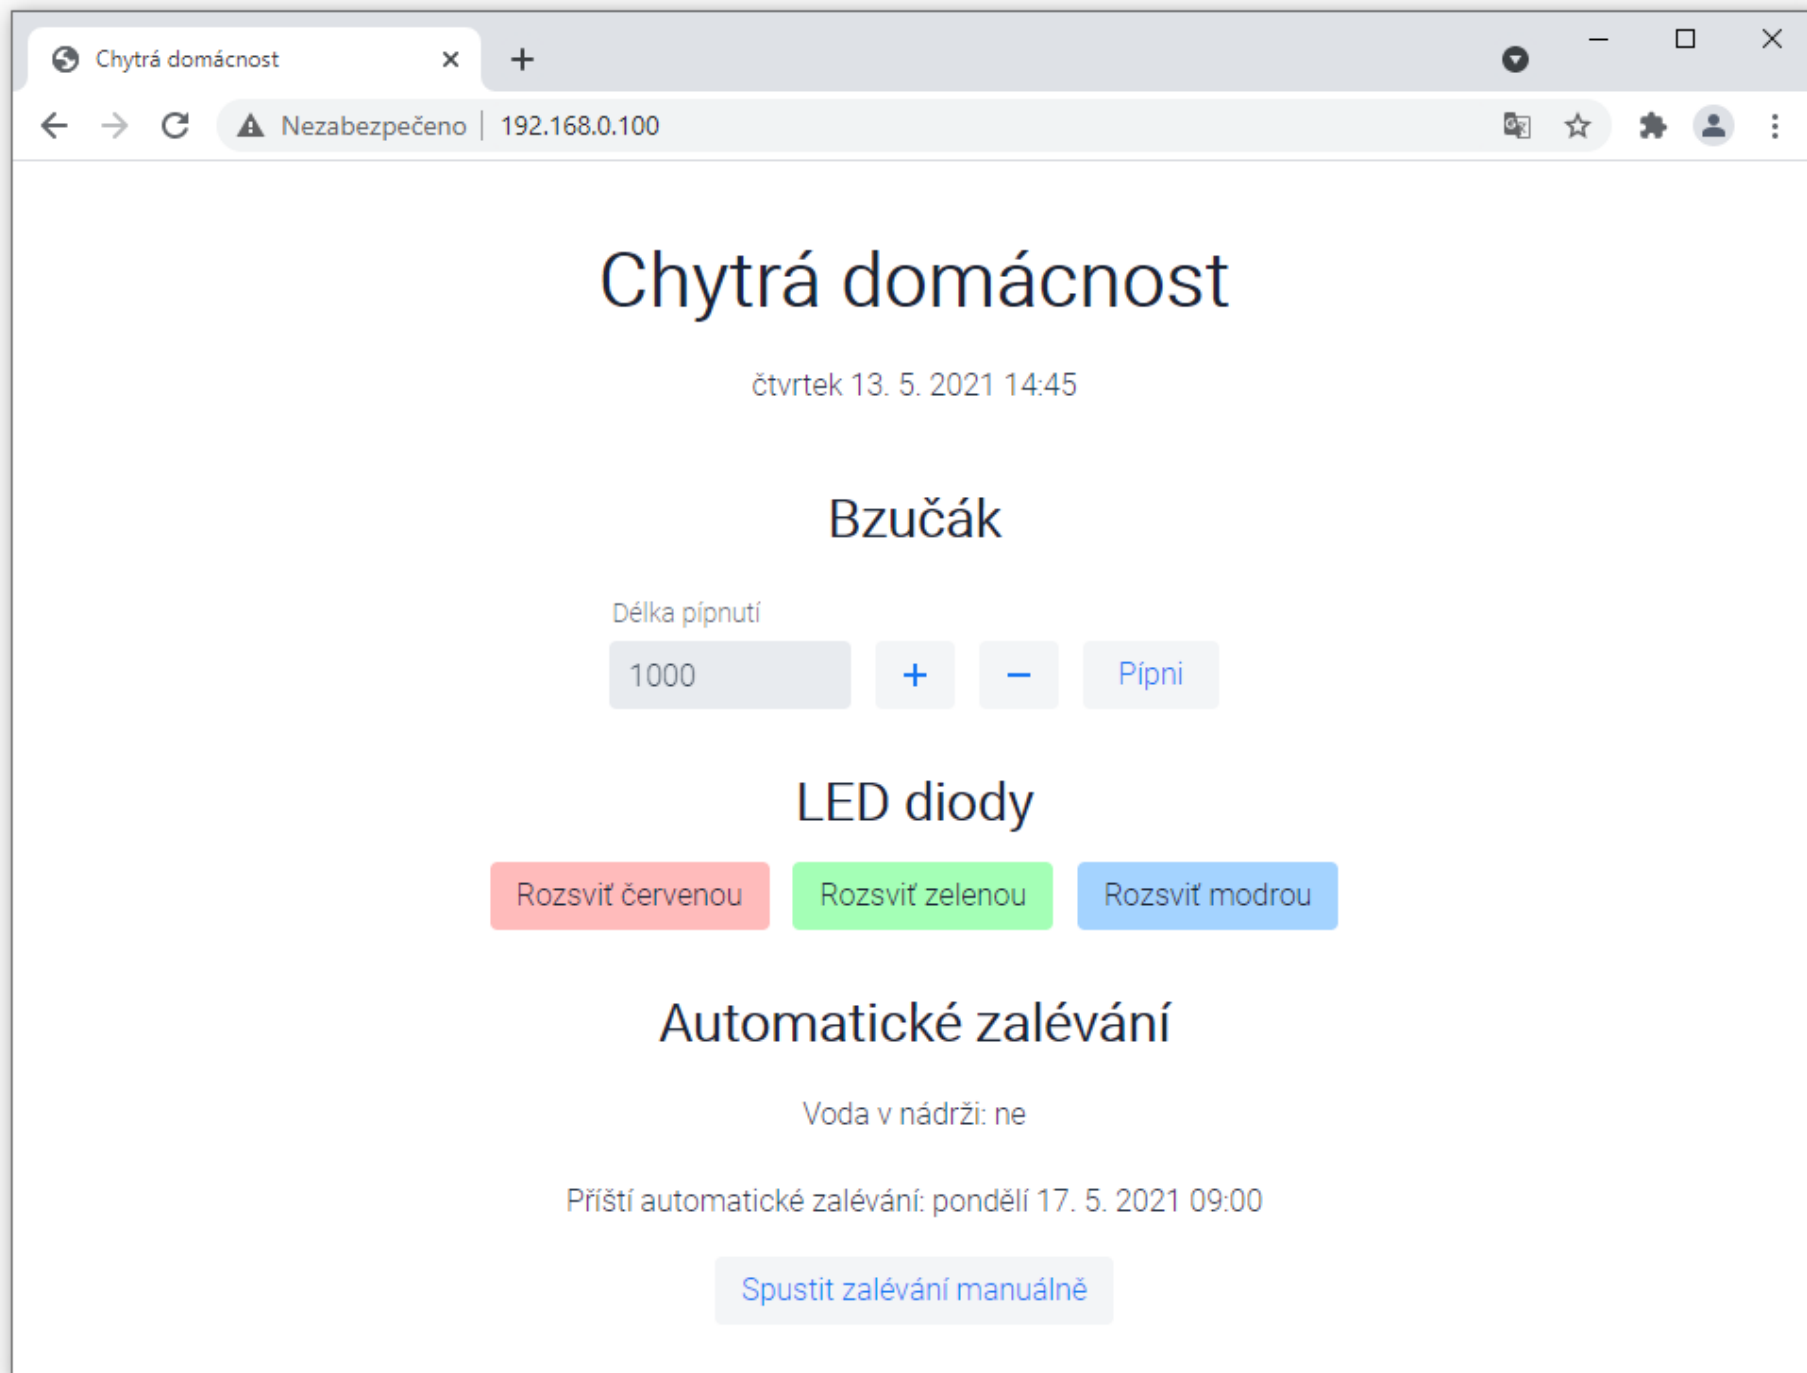 Chytrá domácnost
Nezabezpečeno | 192.168.0.100
Chytrá domácnost
čtvrtek 13. 5. 2021 14:45
Bzučák
Délka pípnutí
1000 + − Pípni
LED diody
Rozsviť červenou Rozsviť zelenou Rozsviť modrou
Automatické zalévání
Voda v nádrži: ne
Příští automatické zalévání: pondělí 17. 5. 2021 09:00
Spustit zalévání manuálně